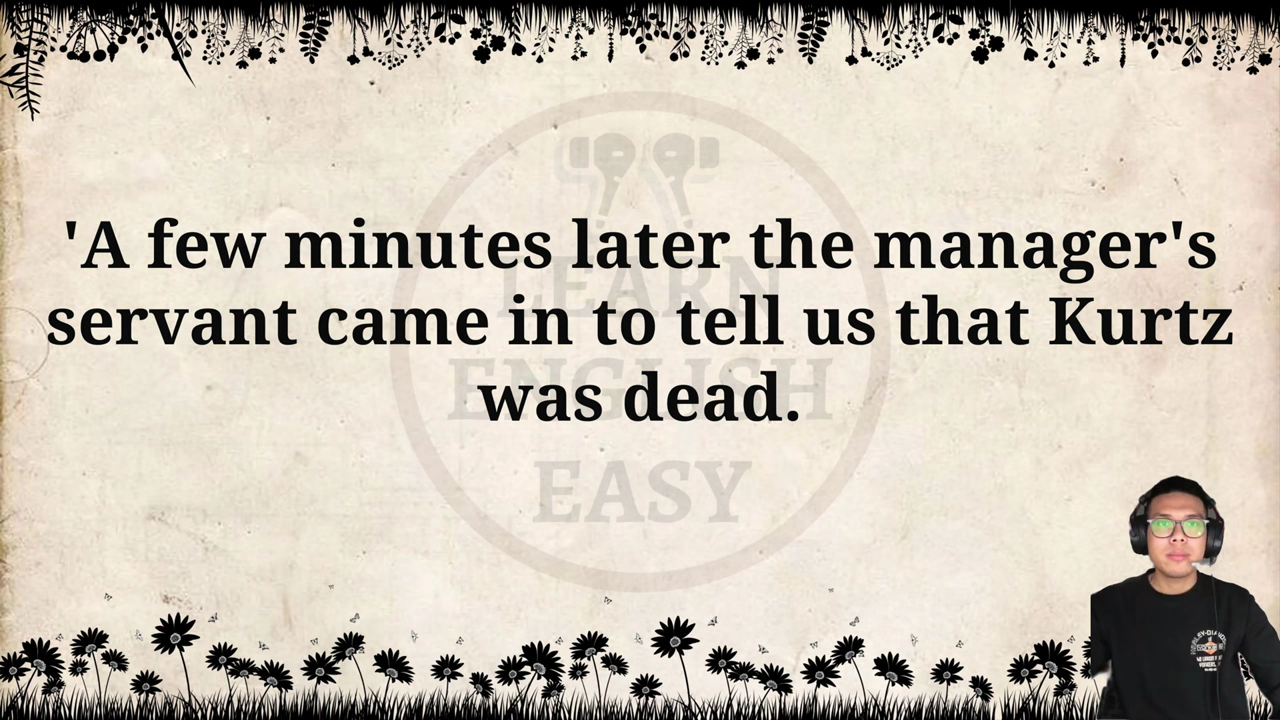 'A few minutes later the manager's
servant came in to tell us that Kurtz
was dead.
LEARN
ENGLISH
EASY